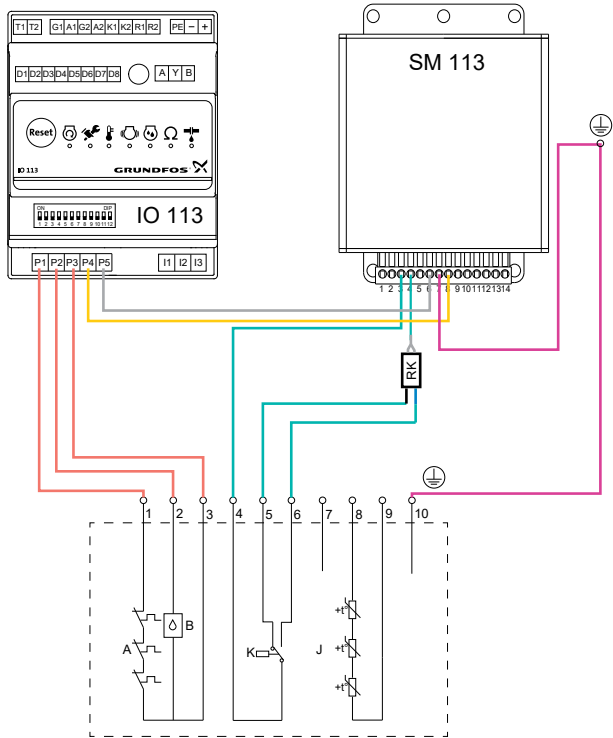 T1 T2 G1 A1 G2 A2 K1 K2 R1 R2 PE − +
D1 D2 D3 D4 D5 D6 D7 D8 A Y B
Reset
IO 113 GRUNDFOS
ON DIP
1 2 3 4 5 6 7 8 9 10 11 12
IO 113
P1 P2 P3 P4 P5 I1 I2 I3
SM 113
1 2 3 4 5 6 7 8 9 10 11 12 13 14
RK
1 2 3 4 5 6 7 8 9 10
A B K J
+t°
+t°
+t°